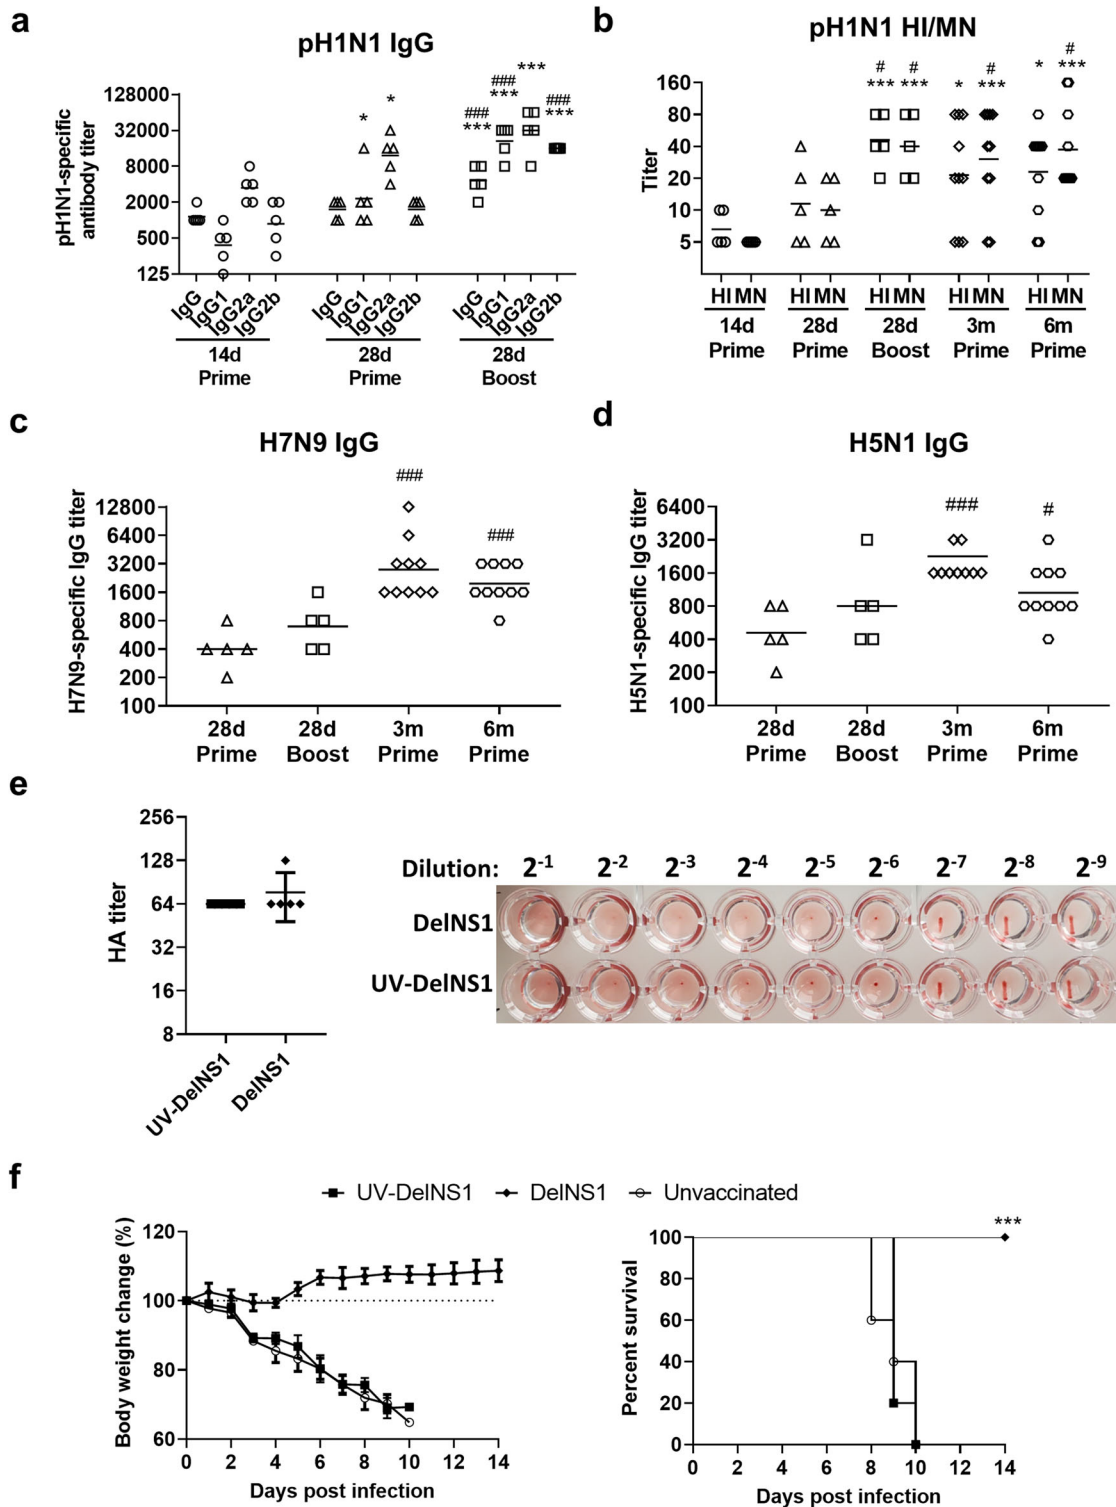 a
pH1N1 IgG
pH1N1-specific
antibody titer
128000
32000
8000
2000
500
125
###
***
*
*
###
***
***
###
***
IgG
IgG1
IgG2a
IgG2b
IgG
IgG1
IgG2a
IgG2b
IgG
IgG1
IgG2a
IgG2b
14d
Prime
28d
Prime
28d
Boost
b
pH1N1 HI/MN
Titer
160
80
40
20
10
5
#
***
#
***
*
#
***
*
#
***
HI MN
HI MN
HI MN
HI MN
HI MN
14d
Prime
28d
Prime
28d
Boost
3m
Prime
6m
Prime
c
H7N9 IgG
H7N9-specific IgG titer
12800
6400
3200
1600
800
400
200
100
###
###
28d
Prime
28d
Boost
3m
Prime
6m
Prime
d
H5N1 IgG
H5N1-specific IgG titer
6400
3200
1600
800
400
200
100
###
#
28d
Prime
28d
Boost
3m
Prime
6m
Prime
e
HA titer
256
128
64
32
16
8
UV-DelNS1
DelNS1
Dilution: 2-1 2-2 2-3 2-4 2-5 2-6 2-7 2-8 2-9
DelNS1
UV-DelNS1
f
UV-DelNS1 DelNS1 Unvaccinated
Body weight change (%)
120
100
80
60
0 2 4 6 8 10 12 14
Days post infection
***
Percent survival
100
80
60
40
20
0
0 2 4 6 8 10 12 14
Days post infection